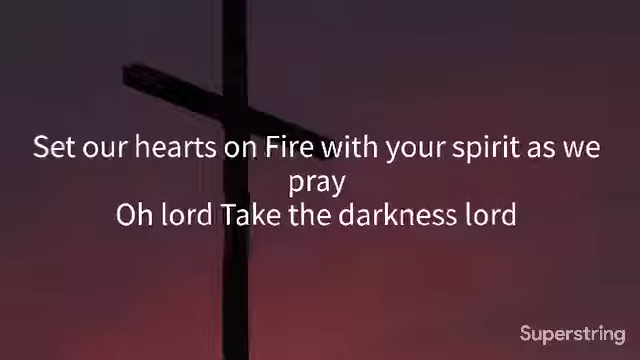 Set our hearts on Fire with your spirit as we
pray
Oh lord Take the darkness lord
Superstring